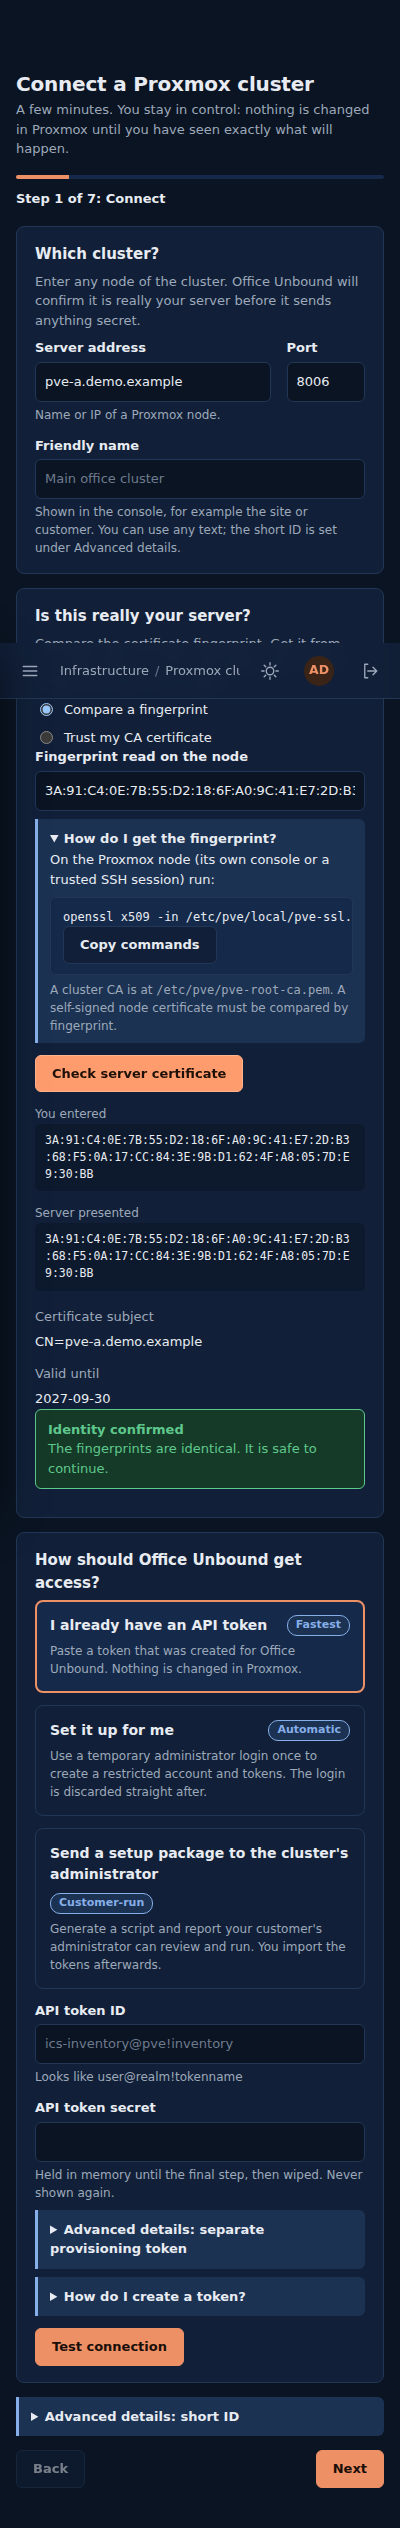 Connect a Proxmox cluster
A few minutes. You stay in control: nothing is changed
in Proxmox until you have seen exactly what will
happen.
Step 1 of 7: Connect
Which cluster?
Enter any node of the cluster. Office Unbound will
confirm it is really your server before it sends
anything secret.
Server address
Port
pve-a.demo.example
8006
Name or IP of a Proxmox node.
Friendly name
Main office cluster
Shown in the console, for example the site or
customer. You can use any text; the short ID is set
under Advanced details.
Is this really your server?
Compare the certificate fingerprint. Get it from
Infrastructure / Proxmox clu
AD
Compare a fingerprint
Trust my CA certificate
Fingerprint read on the node
3A:91:C4:0E:7B:55:D2:18:6F:A0:9C:41:E7:2D:B3
▼ How do I get the fingerprint?
On the Proxmox node (its own console or a
trusted SSH session) run:
openssl x509 -in /etc/pve/local/pve-ssl.
Copy commands
A cluster CA is at /etc/pve/pve-root-ca.pem. A
self-signed node certificate must be compared by
fingerprint.
Check server certificate
You entered
3A:91:C4:0E:7B:55:D2:18:6F:A0:9C:41:E7:2D:B3
:68:F5:0A:17:CC:84:3E:9B:D1:62:4F:A8:05:7D:E
9:30:BB
Server presented
3A:91:C4:0E:7B:55:D2:18:6F:A0:9C:41:E7:2D:B3
:68:F5:0A:17:CC:84:3E:9B:D1:62:4F:A8:05:7D:E
9:30:BB
Certificate subject
CN=pve-a.demo.example
Valid until
2027-09-30
Identity confirmed
The fingerprints are identical. It is safe to
continue.
How should Office Unbound get
access?
I already have an API token
Fastest
Paste a token that was created for Office
Unbound. Nothing is changed in Proxmox.
Set it up for me
Automatic
Use a temporary administrator login once to
create a restricted account and tokens. The login
is discarded straight after.
Send a setup package to the cluster's
administrator
Customer-run
Generate a script and report your customer's
administrator can review and run. You import the
tokens afterwards.
API token ID
ics-inventory@pve!inventory
Looks like user@realm!tokenname
API token secret
Held in memory until the final step, then wiped. Never
shown again.
▶ Advanced details: separate
provisioning token
▶ How do I create a token?
Test connection
▶ Advanced details: short ID
Back
Next